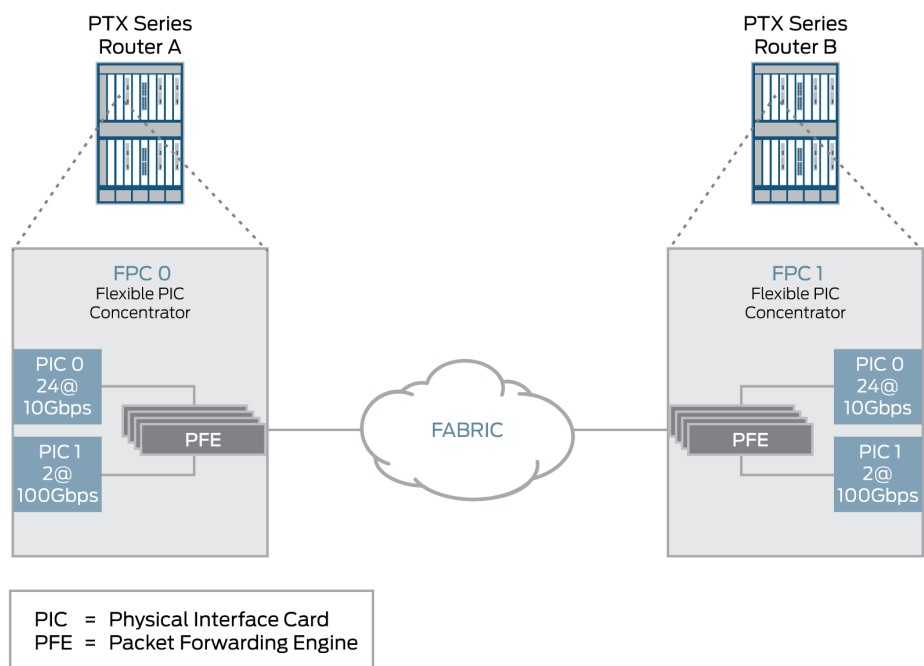 PTX Series
Router A
PTX Series
Router B
FPC 0
Flexible PIC
Concentrator
PIC 0
24@
10Gbps
PIC 1
2@
100Gbps
PFE
FABRIC
FPC 1
Flexible PIC
Concentrator
PFE
PIC 0
24@
10Gbps
PIC 1
2@
100Gbps
PIC = Physical Interface Card
PFE = Packet Forwarding Engine